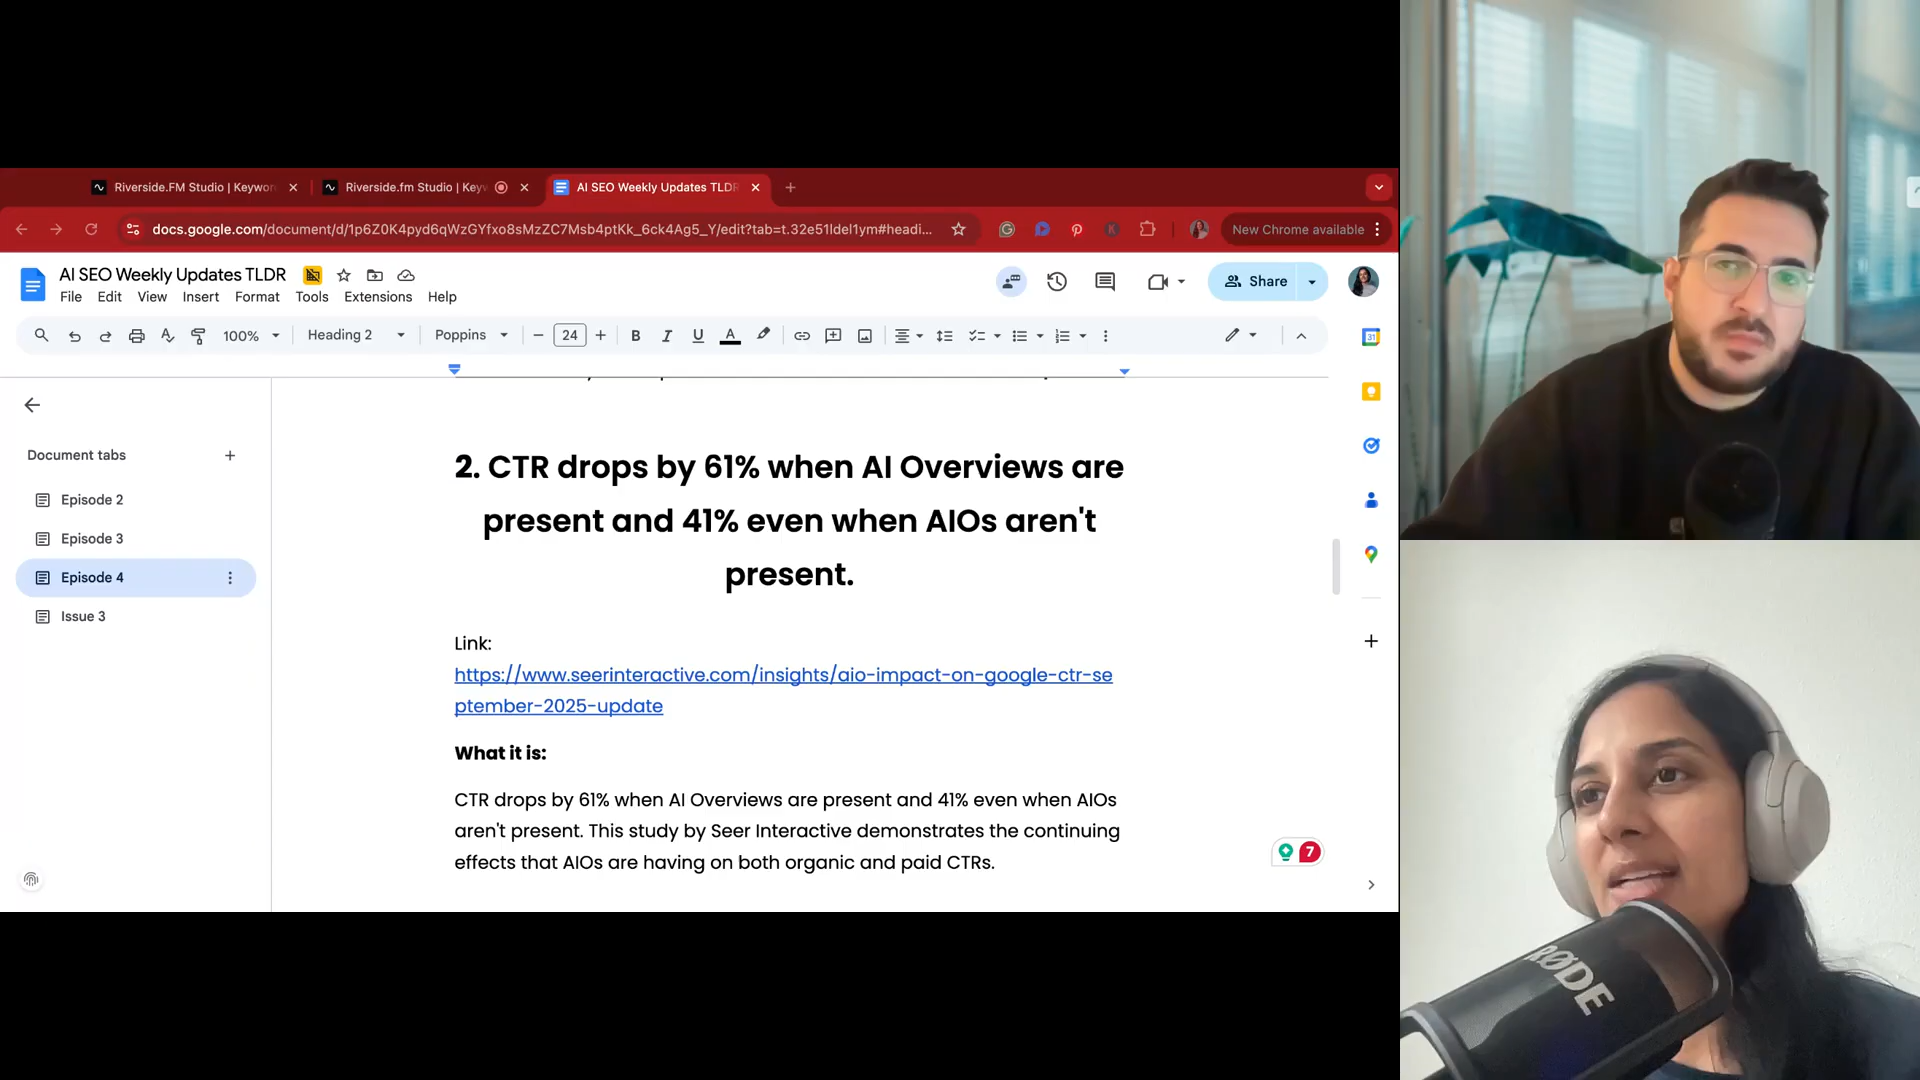 Riverside.FM Studio | Keywor
Riverside.fm Studio | Keyw
AI SEO Weekly Updates TLDR
docs.google.com/document/d/1p6Z0K4pyd6qWzGYfxo8sMzZC7Msb4ptKk_6ck4Ag5_Y/edit?tab=t.32e51ldel1ym#headi...
New Chrome available
AI SEO Weekly Updates TLDR
File Edit View Insert Format Tools Extensions Help
Share
100% Heading 2 Poppins 24 B I U A
31
Document tabs
Episode 2
Episode 3
Episode 4
Issue 3
2. CTR drops by 61% when AI Overviews are
present and 41% even when AIOs aren't
present.
Link:
https://www.seerinteractive.com/insights/aio-impact-on-google-ctr-se
ptember-2025-update
What it is:
CTR drops by 61% when AI Overviews are present and 41% even when AIOs
aren't present. This study by Seer Interactive demonstrates the continuing
effects that AIOs are having on both organic and paid CTRs.
7
RØDE